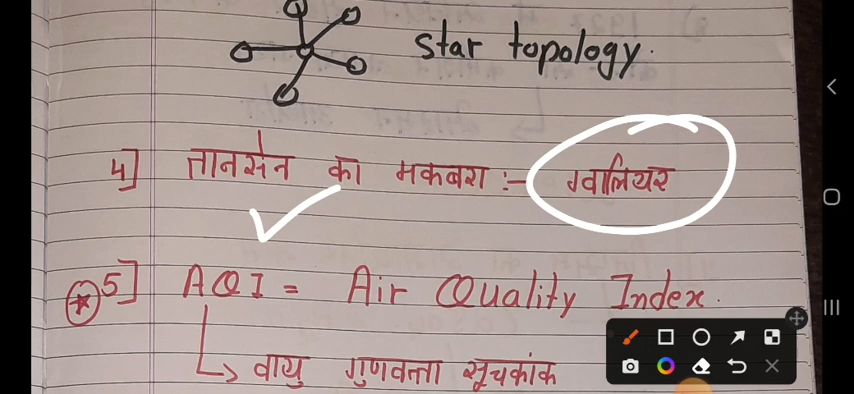 star topology.
4] तानसेन का मकबरा :- ग्वालियर
5] AQI = Air Quality Index.
वायु गुणवत्ता सूचकांक